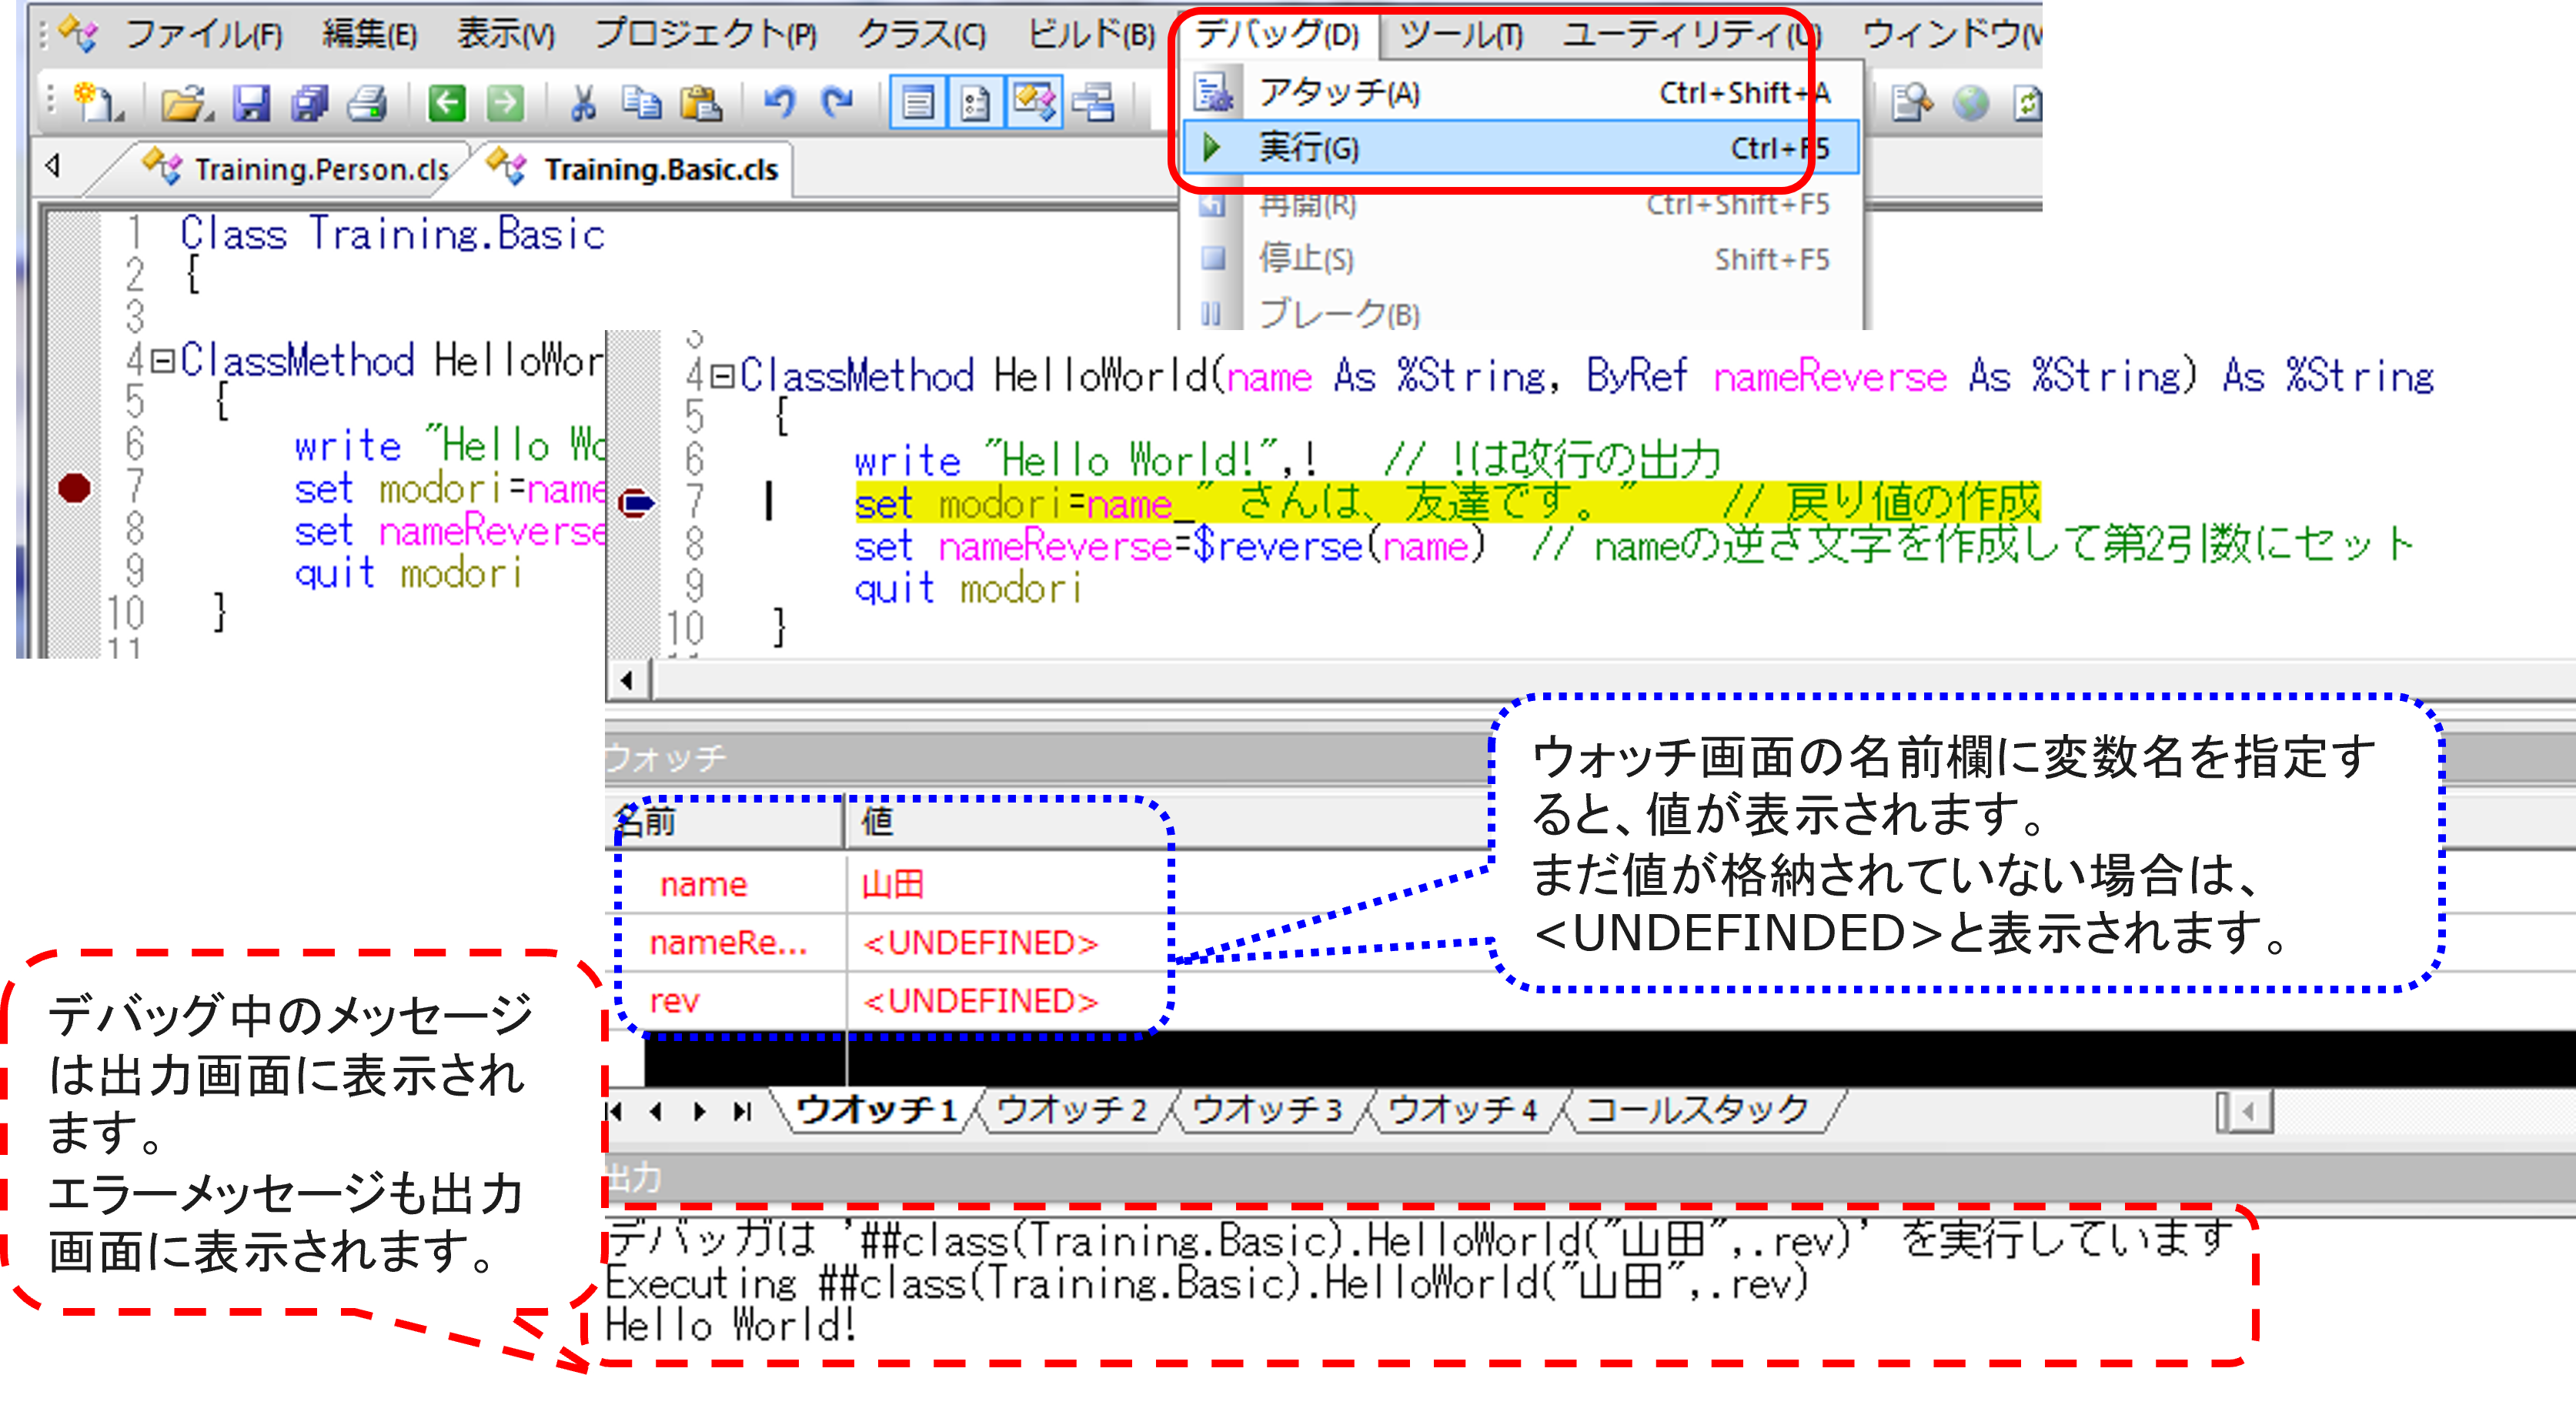 ファイル(F) 編集(E) 表示(V) プロジェクト(P) クラス(C) ビルド(B) デバッグ(D) ツール(T) ユーティリティ(U) ウィンドウ(W
アタッチ(A) Ctrl+Shift+A
実行(G) Ctrl+F5
再開(R) Ctrl+Shift+F5
停止(S) Shift+F5
ブレーク(B)
Training.Person.cls Training.Basic.cls
1 Class Training.Basic
2 {
3
4 ClassMethod HelloWor
5 {
6 write "Hello Wo
7 set modori=name
8 set nameReverse
9 quit modori
10 }
11
3
4 ClassMethod HelloWorld(name As %String, ByRef nameReverse As %String) As %String
5 {
6 write "Hello World!",! // !は改行の出力
7 set modori=name_" さんは、友達です。" // 戻り値の作成
8 set nameReverse=$reverse(name) // nameの逆さ文字を作成して第2引数にセット
9 quit modori
10 }
ウォッチ
名前 値
name 山田
nameRe... <UNDEFINED>
rev <UNDEFINED>
ウォッチ画面の名前欄に変数名を指定す
ると、値が表示されます。
まだ値が格納されていない場合は、
<UNDEFINDED>と表示されます。
デバッグ中のメッセージ
は出力画面に表示され
ます。
エラーメッセージも出力
画面に表示されます。
ウオッチ 1 ウオッチ 2 ウオッチ 3 ウオッチ 4 コールスタック
出力
デバッガは '##class(Training.Basic).HelloWorld("山田",.rev)' を実行しています
Executing ##class(Training.Basic).HelloWorld("山田",.rev)
Hello World!